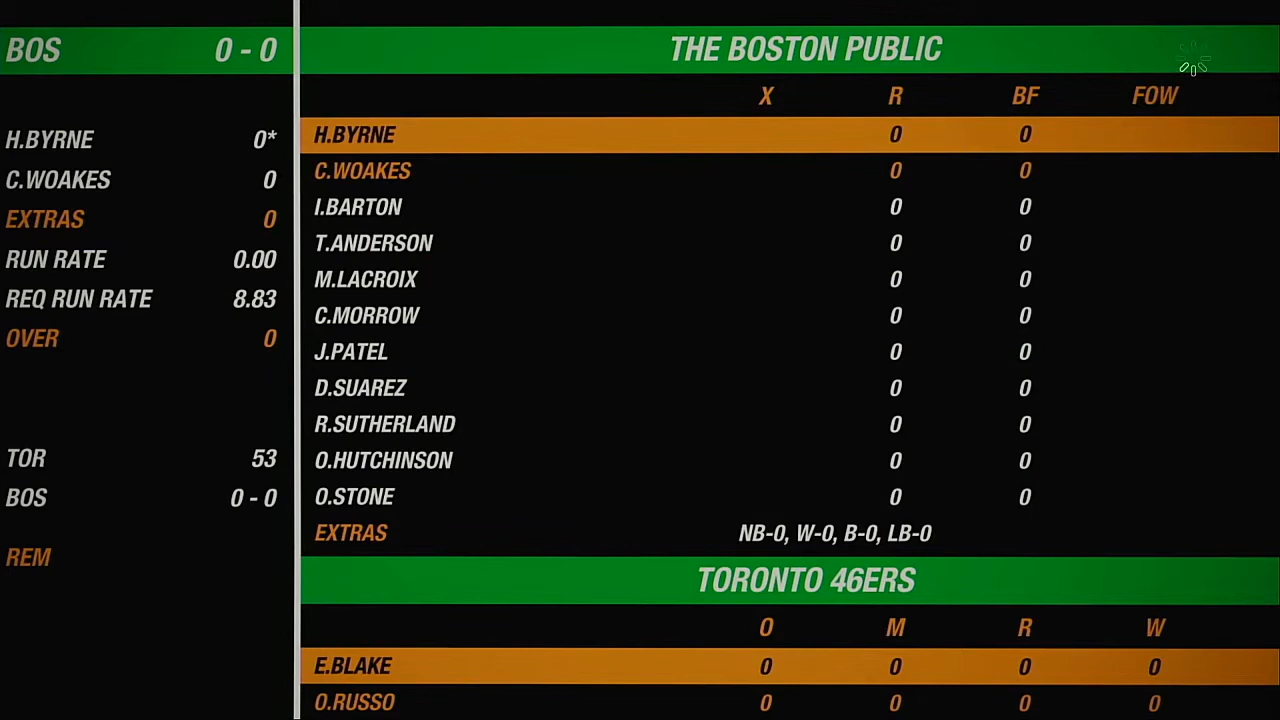 BOS 0 - 0
H.BYRNE 0*
C.WOAKES 0
EXTRAS 0
RUN RATE 0.00
REQ RUN RATE 8.83
OVER 0
TOR 53
BOS 0 - 0
REM
THE BOSTON PUBLIC
X R BF FOW
H.BYRNE 0 0
C.WOAKES 0 0
I.BARTON 0 0
T.ANDERSON 0 0
M.LACROIX 0 0
C.MORROW 0 0
J.PATEL 0 0
D.SUAREZ 0 0
R.SUTHERLAND 0 0
O.HUTCHINSON 0 0
O.STONE 0 0
EXTRAS NB-0, W-0, B-0, LB-0
TORONTO 46ERS
O M R W
E.BLAKE 0 0 0 0
O.RUSSO 0 0 0 0